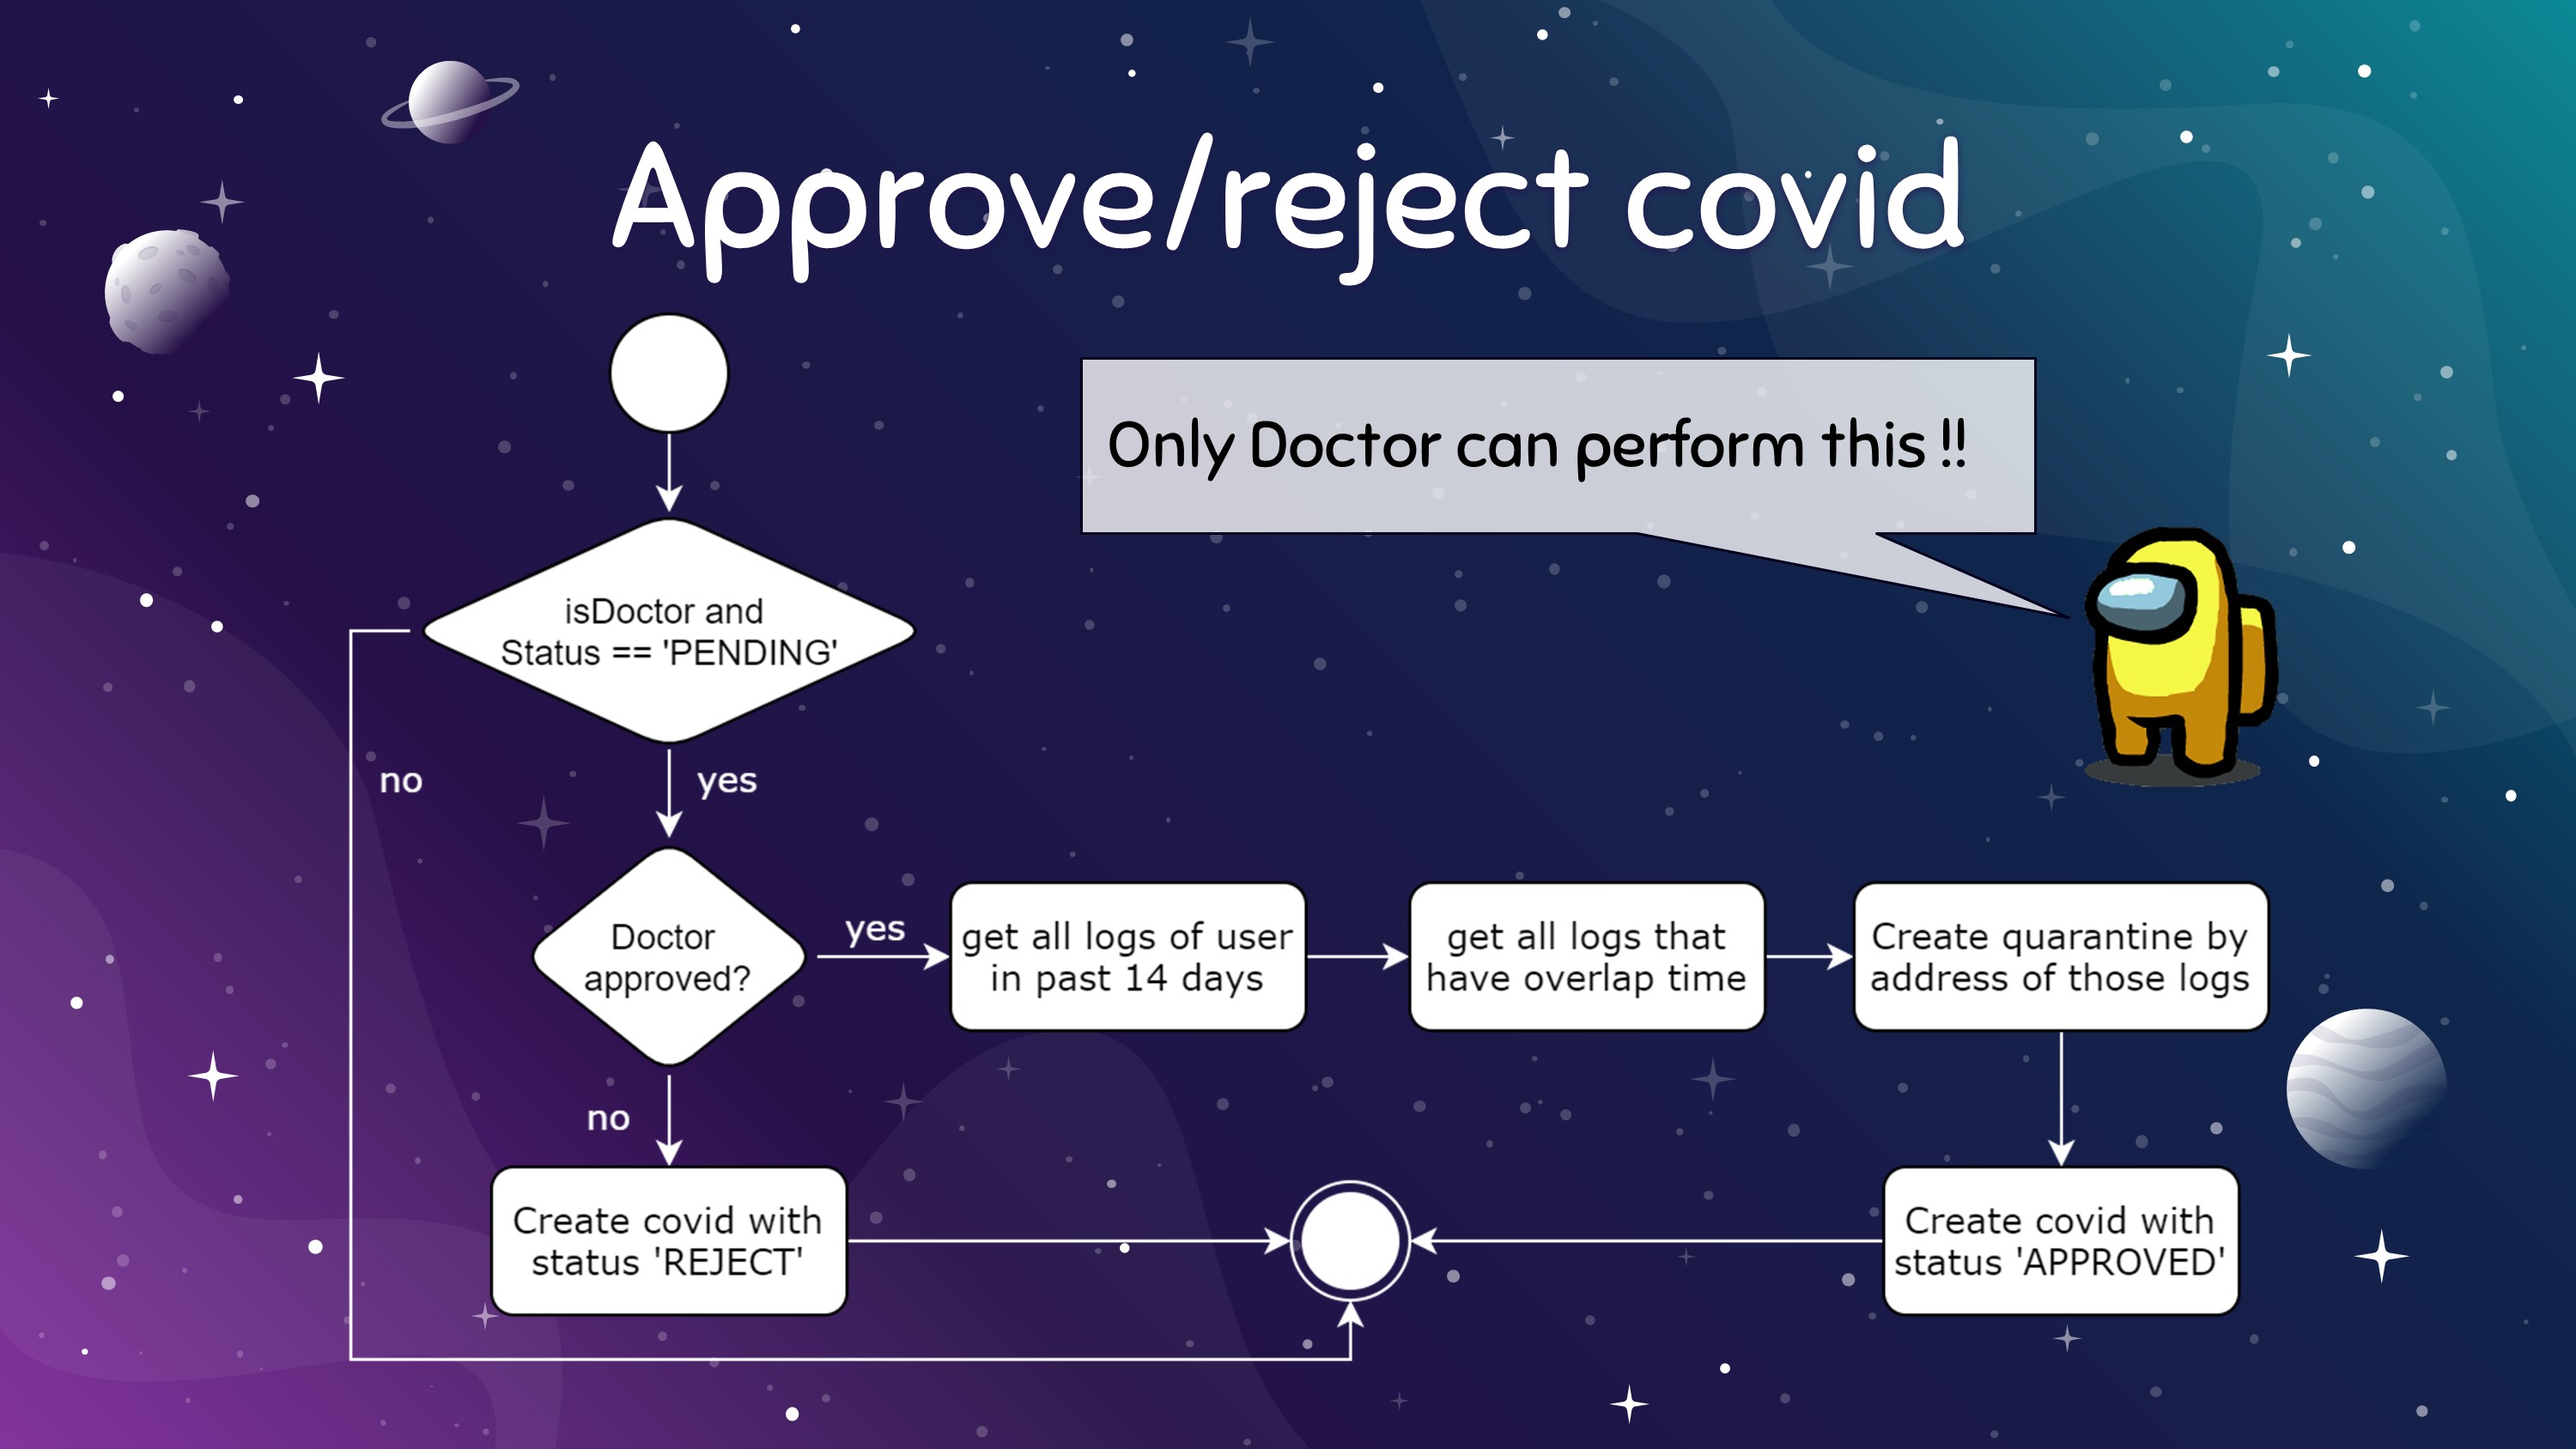 Approve/reject covid
Only Doctor can perform this !!
isDoctor and
Status == 'PENDING'
no
yes
Doctor
approved?
yes
get all logs of user
in past 14 days
get all logs that
have overlap time
Create quarantine by
address of those logs
no
Create covid with
status 'REJECT'
Create covid with
status 'APPROVED'